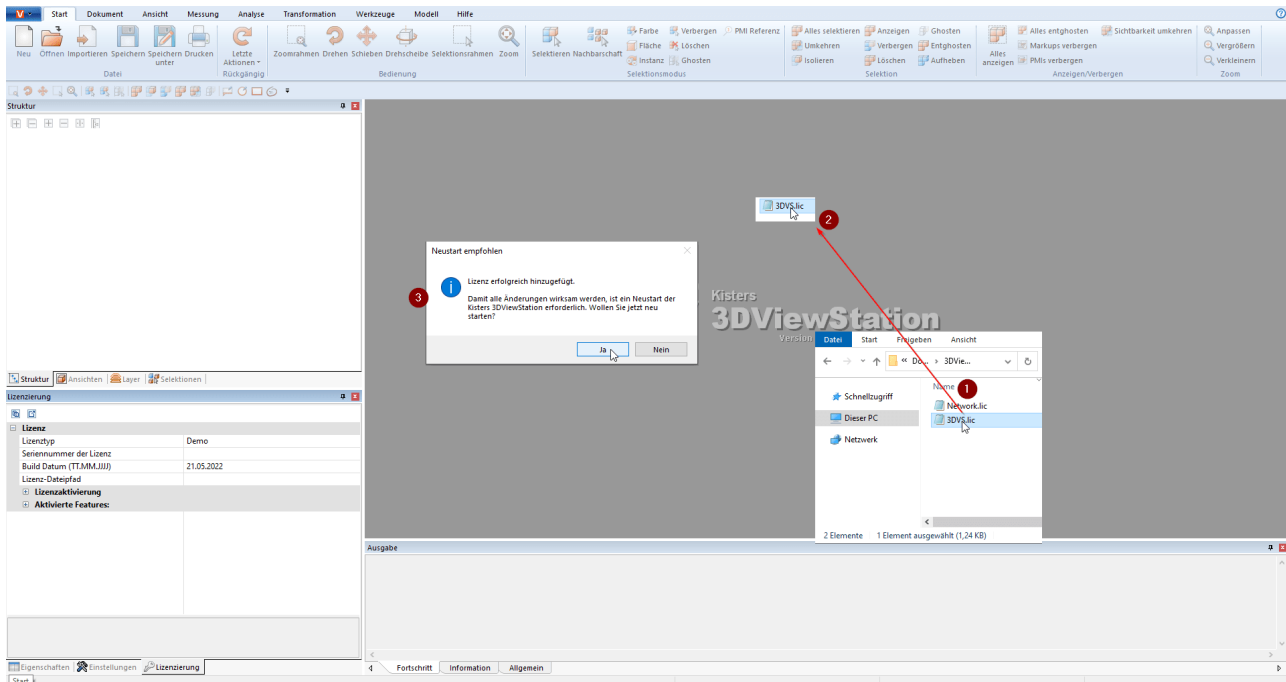 V
Start Dokument Ansicht Messung Analyse Transformation Werkzeuge Modell Hilfe
Neu Öffnen Importieren Speichern Speichern unter Drucken
Datei
Letzte Aktionen
Rückgängig
Zoomrahmen Drehen Schieben Drehscheibe Selektionsrahmen Zoom
Bedienung
Selektieren Nachbarschaft
Farbe Verbergen PMI Referenz
Fläche Löschen
Instanz Ghosten
Selektionsmodus
Alles selektieren Anzeigen Ghosten
Umkehren Verbergen Entghosten
Isolieren Löschen Aufheben
Selektion
Alles anzeigen
Alles entghosten Sichtbarkeit umkehren
Markups verbergen
PMIs verbergen
Anzeigen/Verbergen
Anpassen
Vergrößern
Verkleinern
Zoom
Struktur
3DVS.lic
2
Neustart empfohlen
3
Lizenz erfolgreich hinzugefügt.
Damit alle Änderungen wirksam werden, ist ein Neustart der
Kisters 3DViewStation erforderlich. Wollen Sie jetzt neu
starten?
Ja Nein
Kisters
3DViewStation
Version
Datei Start Freigeben Ansicht
« Do... › 3DVie...
Name
1
Schnellzugriff
Dieser PC
Netzwerk
Network.lic
3DVS.lic
2 Elemente 1 Element ausgewählt (1,24 KB)
Struktur Ansichten Layer Selektionen
Lizenzierung
Lizenz
Lizenztyp Demo
Seriennummer der Lizenz
Build Datum (TT.MM.JJJJ) 21.05.2022
Lizenz-Dateipfad
Lizenzaktivierung
Aktivierte Features:
Ausgabe
Eigenschaften Einstellungen Lizenzierung
Fortschritt Information Allgemein
Start